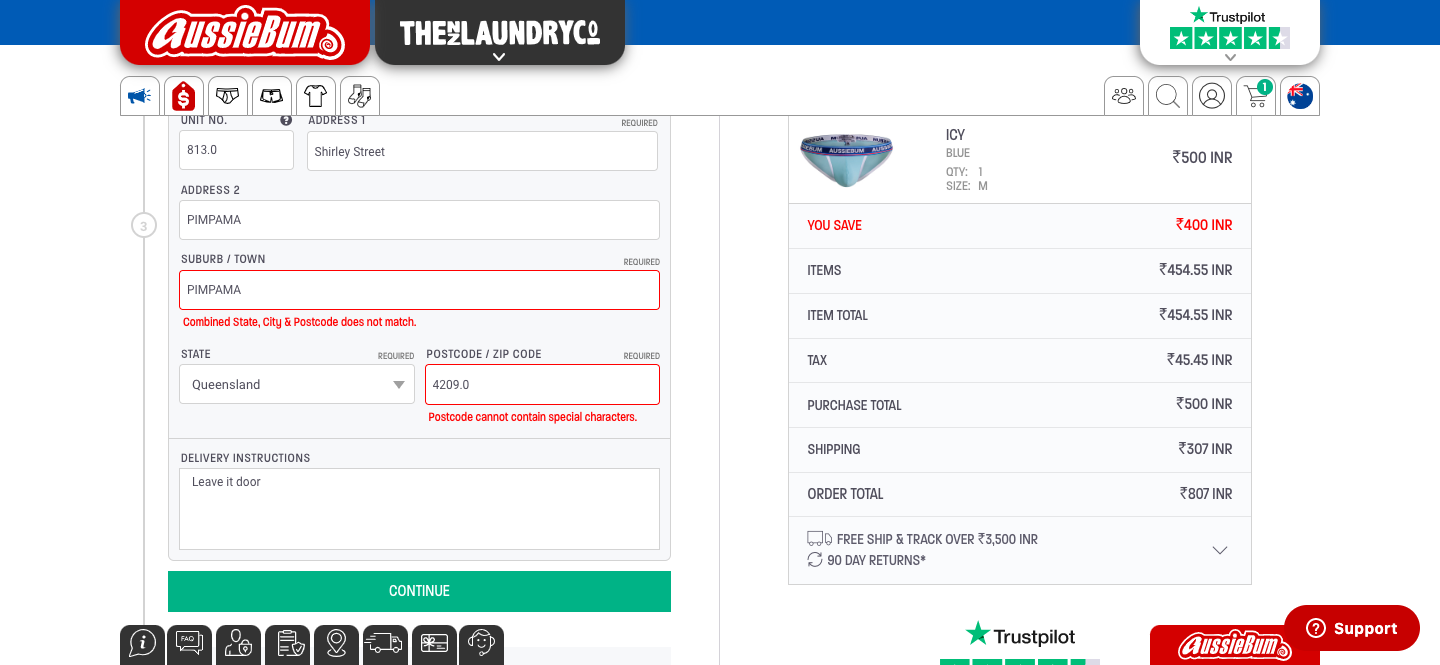 AussieBum
THENZLAUNDRYCO
Trustpilot
1
UNIT NO.
ADDRESS 1
REQUIRED
813.0
Shirley Street
ADDRESS 2
PIMPAMA
3
SUBURB / TOWN
REQUIRED
PIMPAMA
Combined State, City & Postcode does not match.
STATE
REQUIRED
POSTCODE / ZIP CODE
REQUIRED
Queensland
4209.0
Postcode cannot contain special characters.
DELIVERY INSTRUCTIONS
Leave it door
CONTINUE
FAQ
AUSSIEBUM
ICY
BLUE
QTY: 1
SIZE: M
₹500 INR
YOU SAVE ₹400 INR
ITEMS ₹454.55 INR
ITEM TOTAL ₹454.55 INR
TAX ₹45.45 INR
PURCHASE TOTAL ₹500 INR
SHIPPING ₹307 INR
ORDER TOTAL ₹807 INR
FREE SHIP & TRACK OVER ₹3,500 INR
90 DAY RETURNS*
Trustpilot
AussieBum
Support